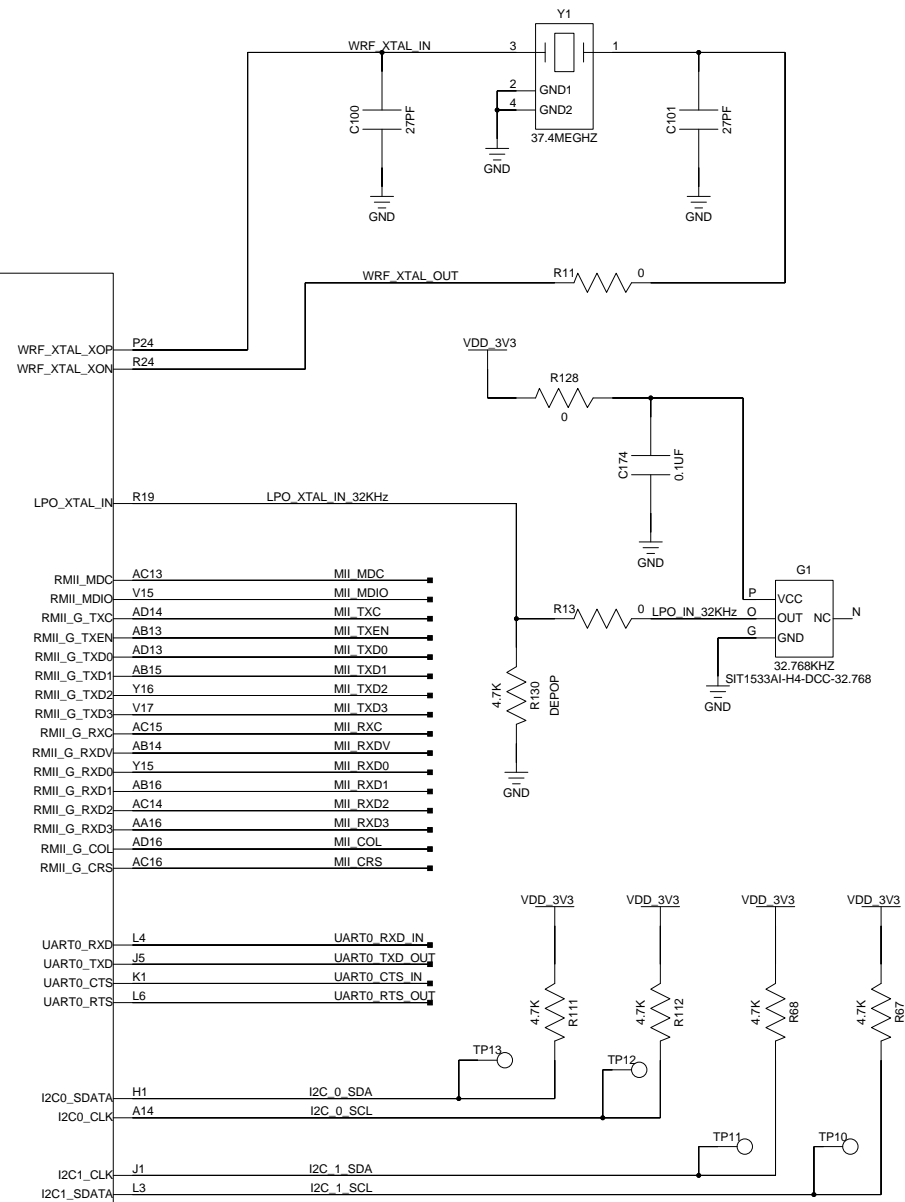 Y1
WRF_XTAL_IN 3 1
2 GND1
4 GND2
C100 27PF
C101 27PF
37.4MEGHZ
GND
GND
GND
WRF_XTAL_OUT R11 0
WRF_XTAL_XOP P24
WRF_XTAL_XON R24
VDD_3V3
R128
0
C174 0.1UF
GND
LPO_XTAL_IN R19 LPO_XTAL_IN_32KHz
G1
P VCC
R13 0 LPO_IN_32KHz O OUT NC N
G GND
32.768KHZ
SIT1533AI-H4-DCC-32.768
GND
4.7K R130 DEPOP
GND
RMII_MDC AC13 MII_MDC
RMII_MDIO V15 MII_MDIO
RMII_G_TXC AD14 MII_TXC
RMII_G_TXEN AB13 MII_TXEN
RMII_G_TXD0 AD13 MII_TXD0
RMII_G_TXD1 AB15 MII_TXD1
RMII_G_TXD2 Y16 MII_TXD2
RMII_G_TXD3 V17 MII_TXD3
RMII_G_RXC AC15 MII_RXC
RMII_G_RXDV AB14 MII_RXDV
RMII_G_RXD0 Y15 MII_RXD0
RMII_G_RXD1 AB16 MII_RXD1
RMII_G_RXD2 AC14 MII_RXD2
RMII_G_RXD3 AA16 MII_RXD3
RMII_G_COL AD16 MII_COL
RMII_G_CRS AC16 MII_CRS
VDD_3V3 VDD_3V3 VDD_3V3 VDD_3V3
UART0_RXD L4 UART0_RXD_IN
UART0_TXD J5 UART0_TXD_OUT
UART0_CTS K1 UART0_CTS_IN
UART0_RTS L6 UART0_RTS_OUT
4.7K R111 4.7K R112 4.7K R68 4.7K R67
TP13
TP12
I2C0_SDATA H1 I2C_0_SDA
I2C0_CLK A14 I2C_0_SCL
TP11 TP10
I2C1_CLK J1 I2C_1_SDA
I2C1_SDATA L3 I2C_1_SCL